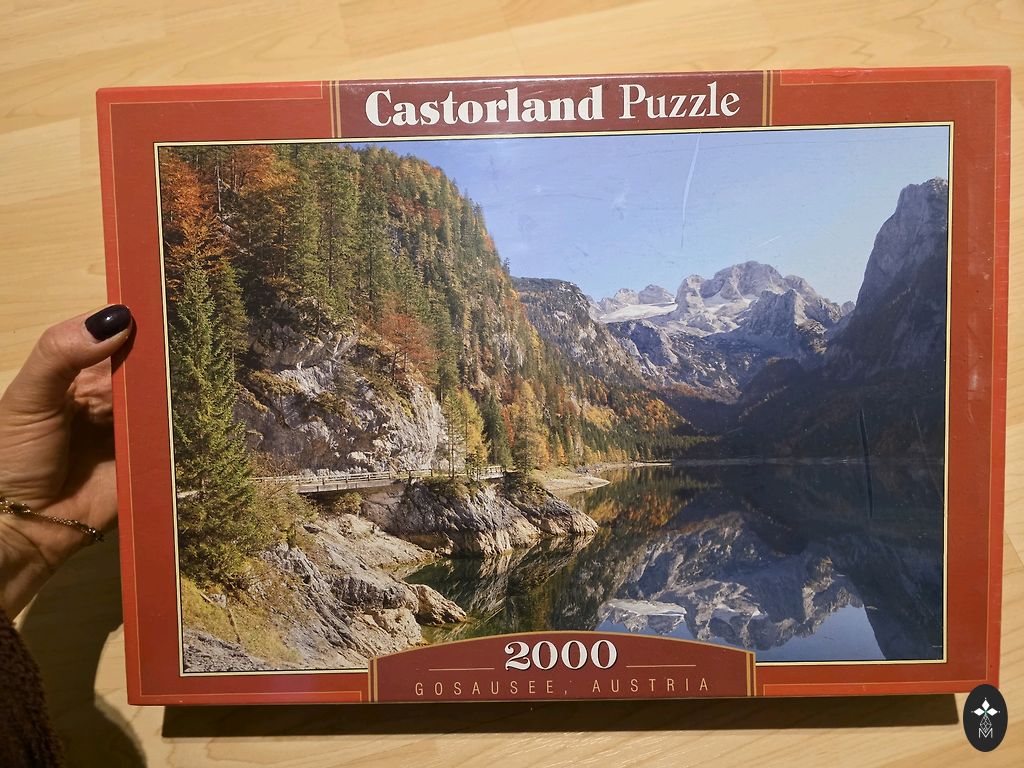 Castorland Puzzle
2000
GOSAUSEE, AUSTRIA
M